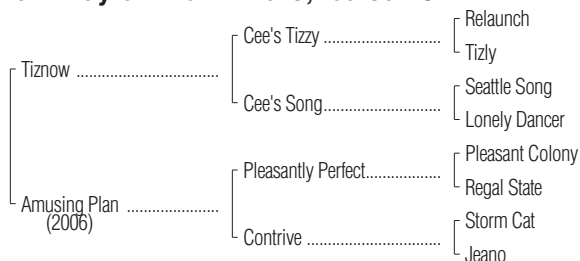 Relaunch
Cee's Tizzy
Tizly
Tiznow
Seattle Song
Cee's Song
Lonely Dancer
Pleasant Colony
Pleasantly Perfect
Regal State
Amusing Plan
(2006)
Storm Cat
Contrive
Jeano